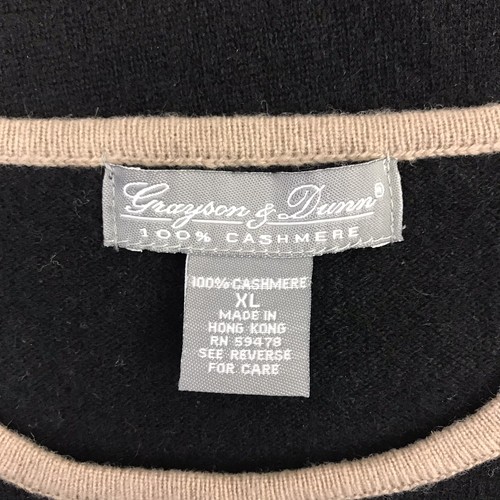 Grayson & Dunn®
100% CASHMERE
100% CASHMERE
XL
MADE IN
HONG KONG
RN 59478
SEE REVERSE
FOR CARE